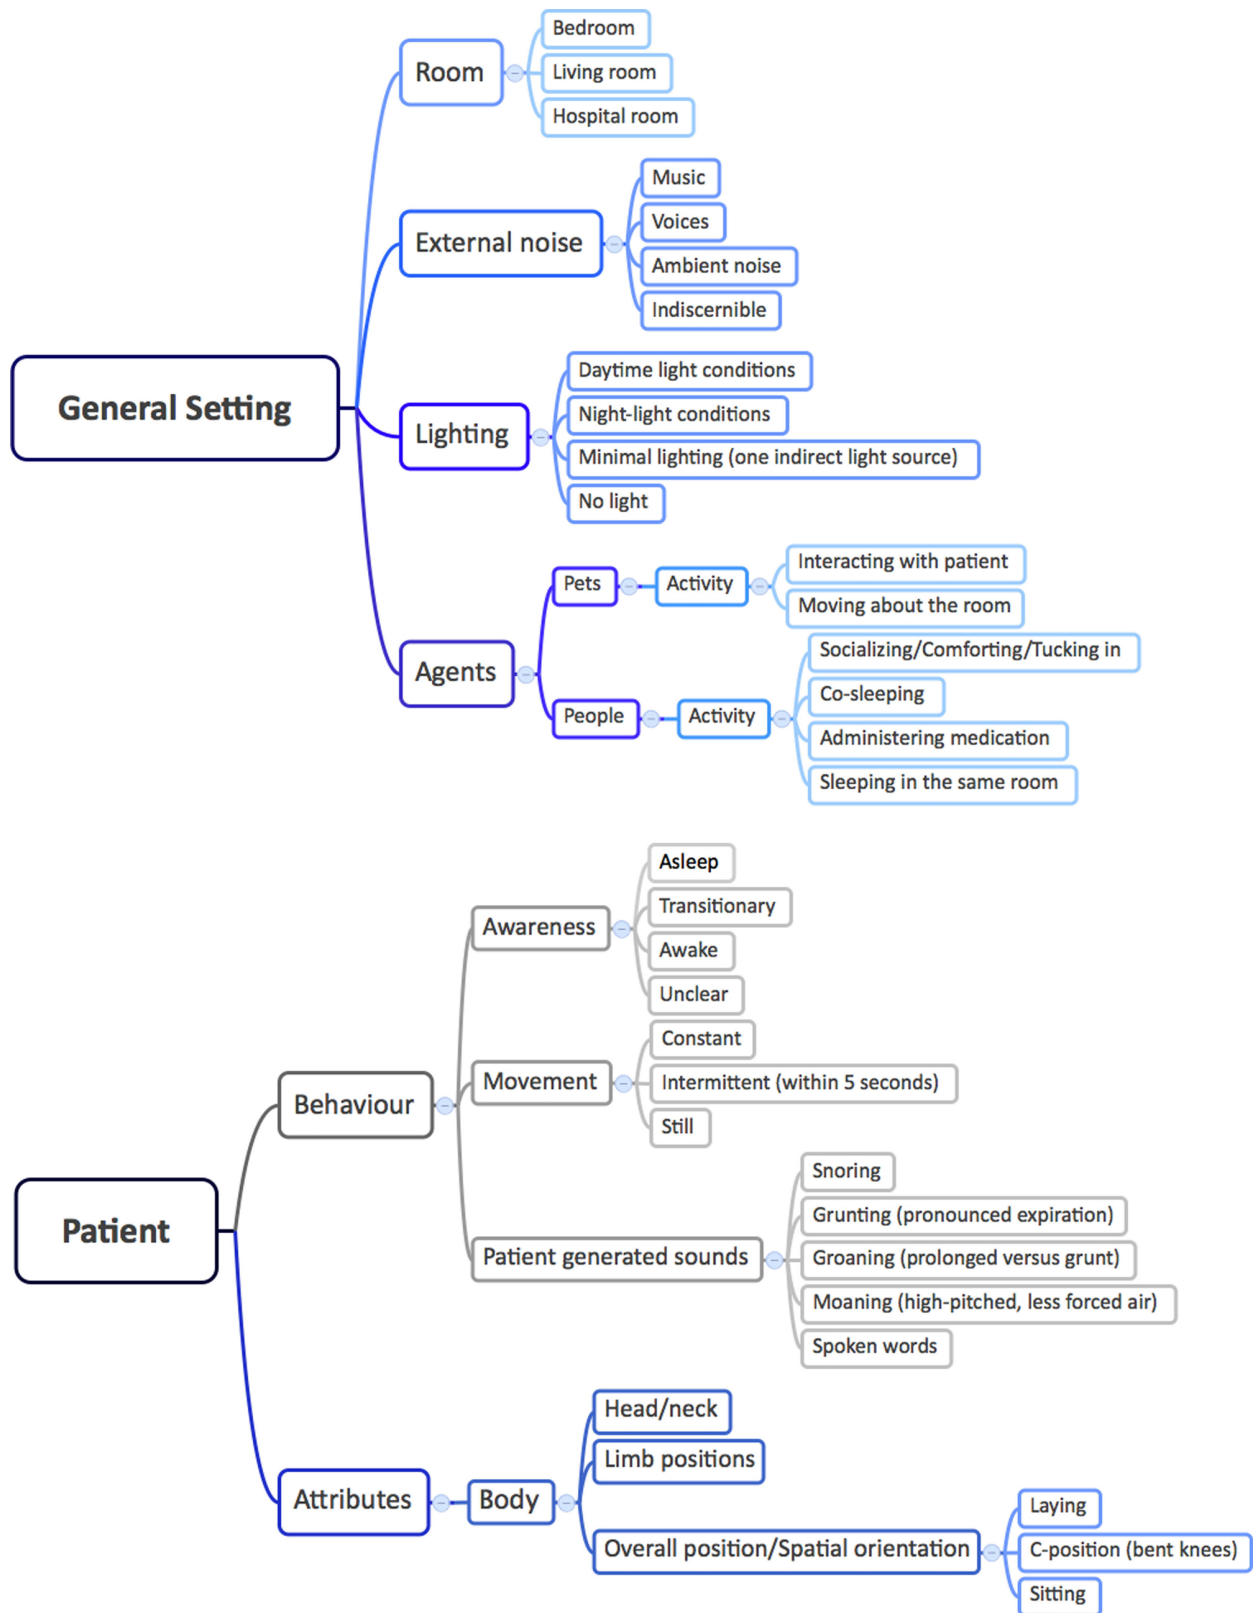 General Setting
Room
Bedroom
Living room
Hospital room
External noise
Music
Voices
Ambient noise
Indiscernible
Lighting
Daytime light conditions
Night-light conditions
Minimal lighting (one indirect light source)
No light
Agents
Pets
Activity
Interacting with patient
Moving about the room
People
Activity
Socializing/Comforting/Tucking in
Co-sleeping
Administering medication
Sleeping in the same room
Patient
Behaviour
Awareness
Asleep
Transitionary
Awake
Unclear
Movement
Constant
Intermittent (within 5 seconds)
Still
Patient generated sounds
Snoring
Grunting (pronounced expiration)
Groaning (prolonged versus grunt)
Moaning (high-pitched, less forced air)
Spoken words
Attributes
Body
Head/neck
Limb positions
Overall position/Spatial orientation
Laying
C-position (bent knees)
Sitting